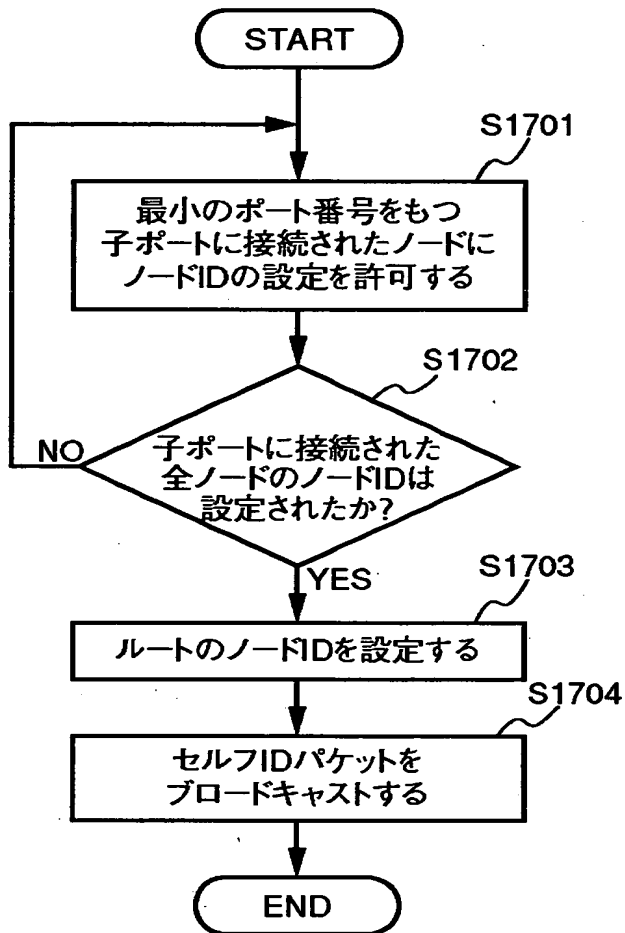 START
S1701
最小のポート番号をもつ
子ポートに接続されたノードに
ノードIDの設定を許可する
S1702
NO
子ポートに接続された
全ノードのノードIDは
設定されたか?
YES
S1703
ルートのノードIDを設定する
S1704
セルフIDパケットを
ブロードキャストする
END